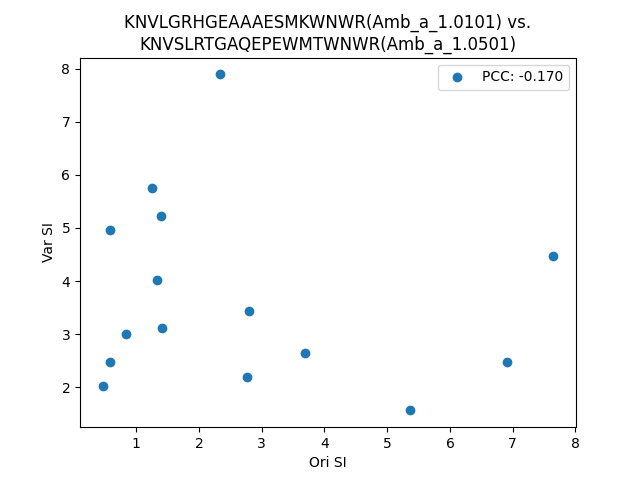 KNVLGRHGEAAAESMKWNWR(Amb_a_1.0101) vs.
KNVSLRTGAQEPEWMTWNWR(Amb_a_1.0501)
PCC: -0.170
8
7
6
5
4
3
2
Var SI
1 2 3 4 5 6 7 8
Ori SI